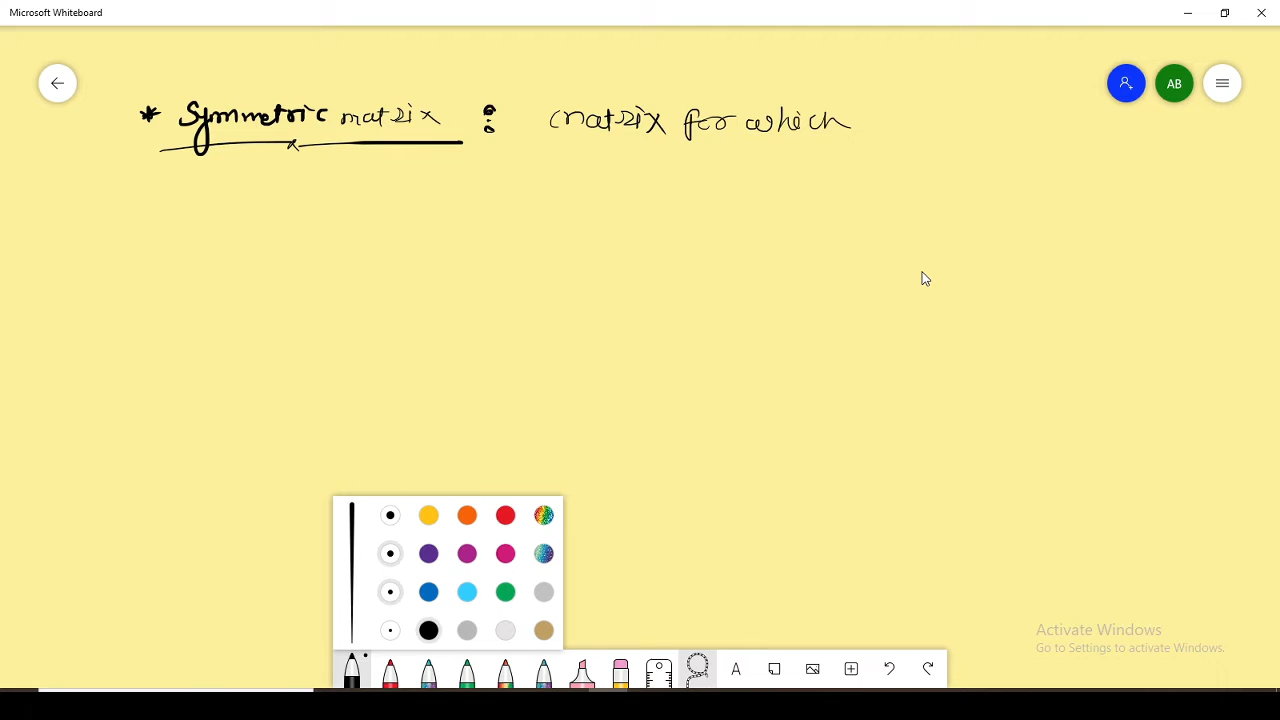 Microsoft Whiteboard
AB
* Symmetric matrix : matrix for which
A
Activate Windows
Go to Settings to activate Windows.